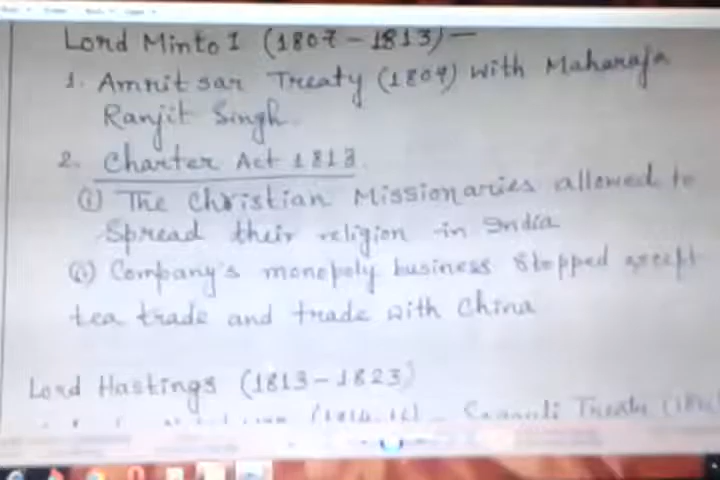 Lord Minto I (1807 - 1813) —
1. Amritsar Treaty (1809) with Maharaja
Ranjit Singh.
2. Charter Act 1813.
(i) The Christian Missionaries allowed to
Spread their religion in India
(ii) Company's monopoly business stopped except
tea trade and trade with China
Lord Hastings (1813 - 1823)
Treaty